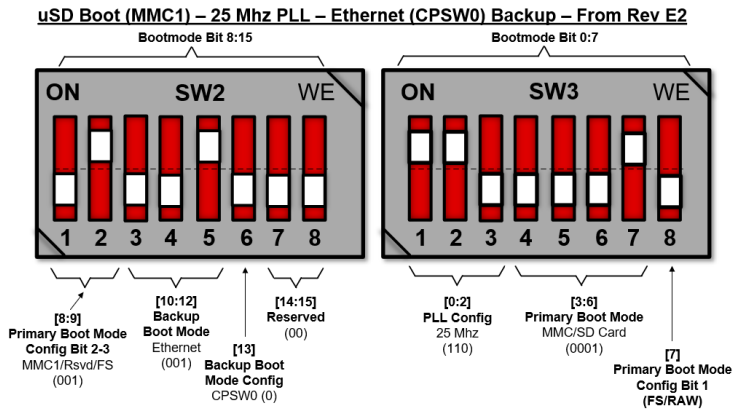 uSD Boot (MMC1) – 25 Mhz PLL – Ethernet (CPSW0) Backup – From Rev E2
Bootmode Bit 8:15
Bootmode Bit 0:7
ON SW2 WE
ON SW3 WE
1 2 3 4 5 6 7 8
1 2 3 4 5 6 7 8
[8:9]
Primary Boot Mode
Config Bit 2-3
MMC1/Rsvd/FS
(001)
[10:12]
Backup
Boot Mode
Ethernet
(001)
[13]
Backup Boot
Mode Config
CPSW0 (0)
[14:15]
Reserved
(00)
[0:2]
PLL Config
25 Mhz
(110)
[3:6]
Primary Boot Mode
MMC/SD Card
(0001)
[7]
Primary Boot Mode
Config Bit 1
(FS/RAW)